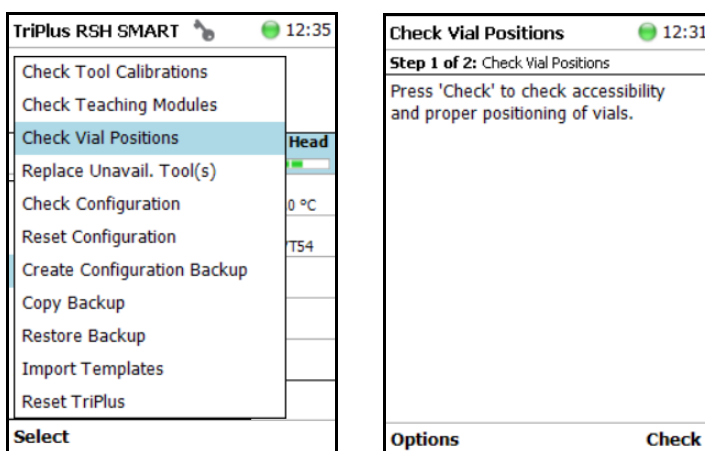 TriPlus RSH SMART 12:35
Check Tool Calibrations
Check Teaching Modules
Check Vial Positions
Head
Replace Unavail. Tool(s)
Check Configuration
0 °C
Reset Configuration
VT54
Create Configuration Backup
Copy Backup
Restore Backup
Import Templates
Reset TriPlus
Select
Check Vial Positions 12:31
Step 1 of 2: Check Vial Positions
Press 'Check' to check accessibility
and proper positioning of vials.
Options Check